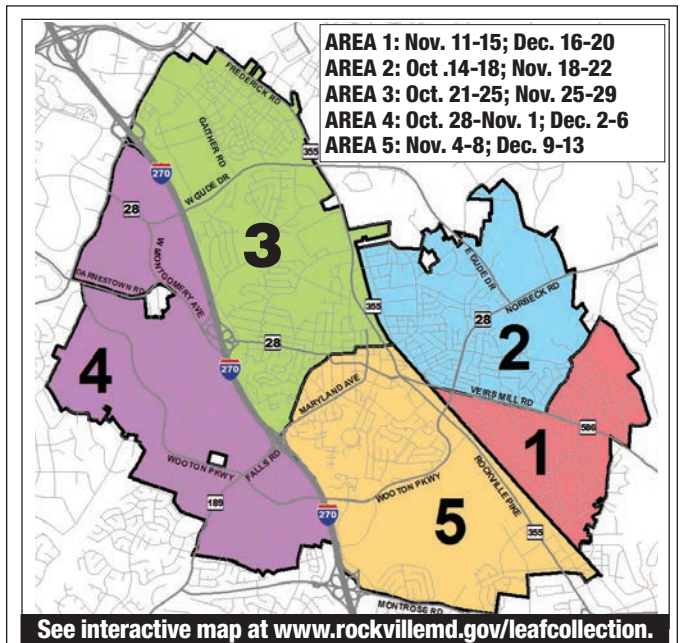 AREA 1: Nov. 11-15; Dec. 16-20
AREA 2: Oct .14-18; Nov. 18-22
AREA 3: Oct. 21-25; Nov. 25-29
AREA 4: Oct. 28-Nov. 1; Dec. 2-6
AREA 5: Nov. 4-8; Dec. 9-13
FREDERICK RD
GAITHER RD
355
270
W GUDE DR
28
W MONTGOMERY AVE
3
E GUDE DR
DARNESTOWN RD
355
NORBECK RD
28
28
2
4
270
MARYLAND AVE
VEIRS MILL RD
586
1
WOOTON PKWY
FALLS RD
WOOTON PKWY
ROCKVILLE PIKE
189
270
5
355
MONTROSE RD
See interactive map at www.rockvillemd.gov/leafcollection.